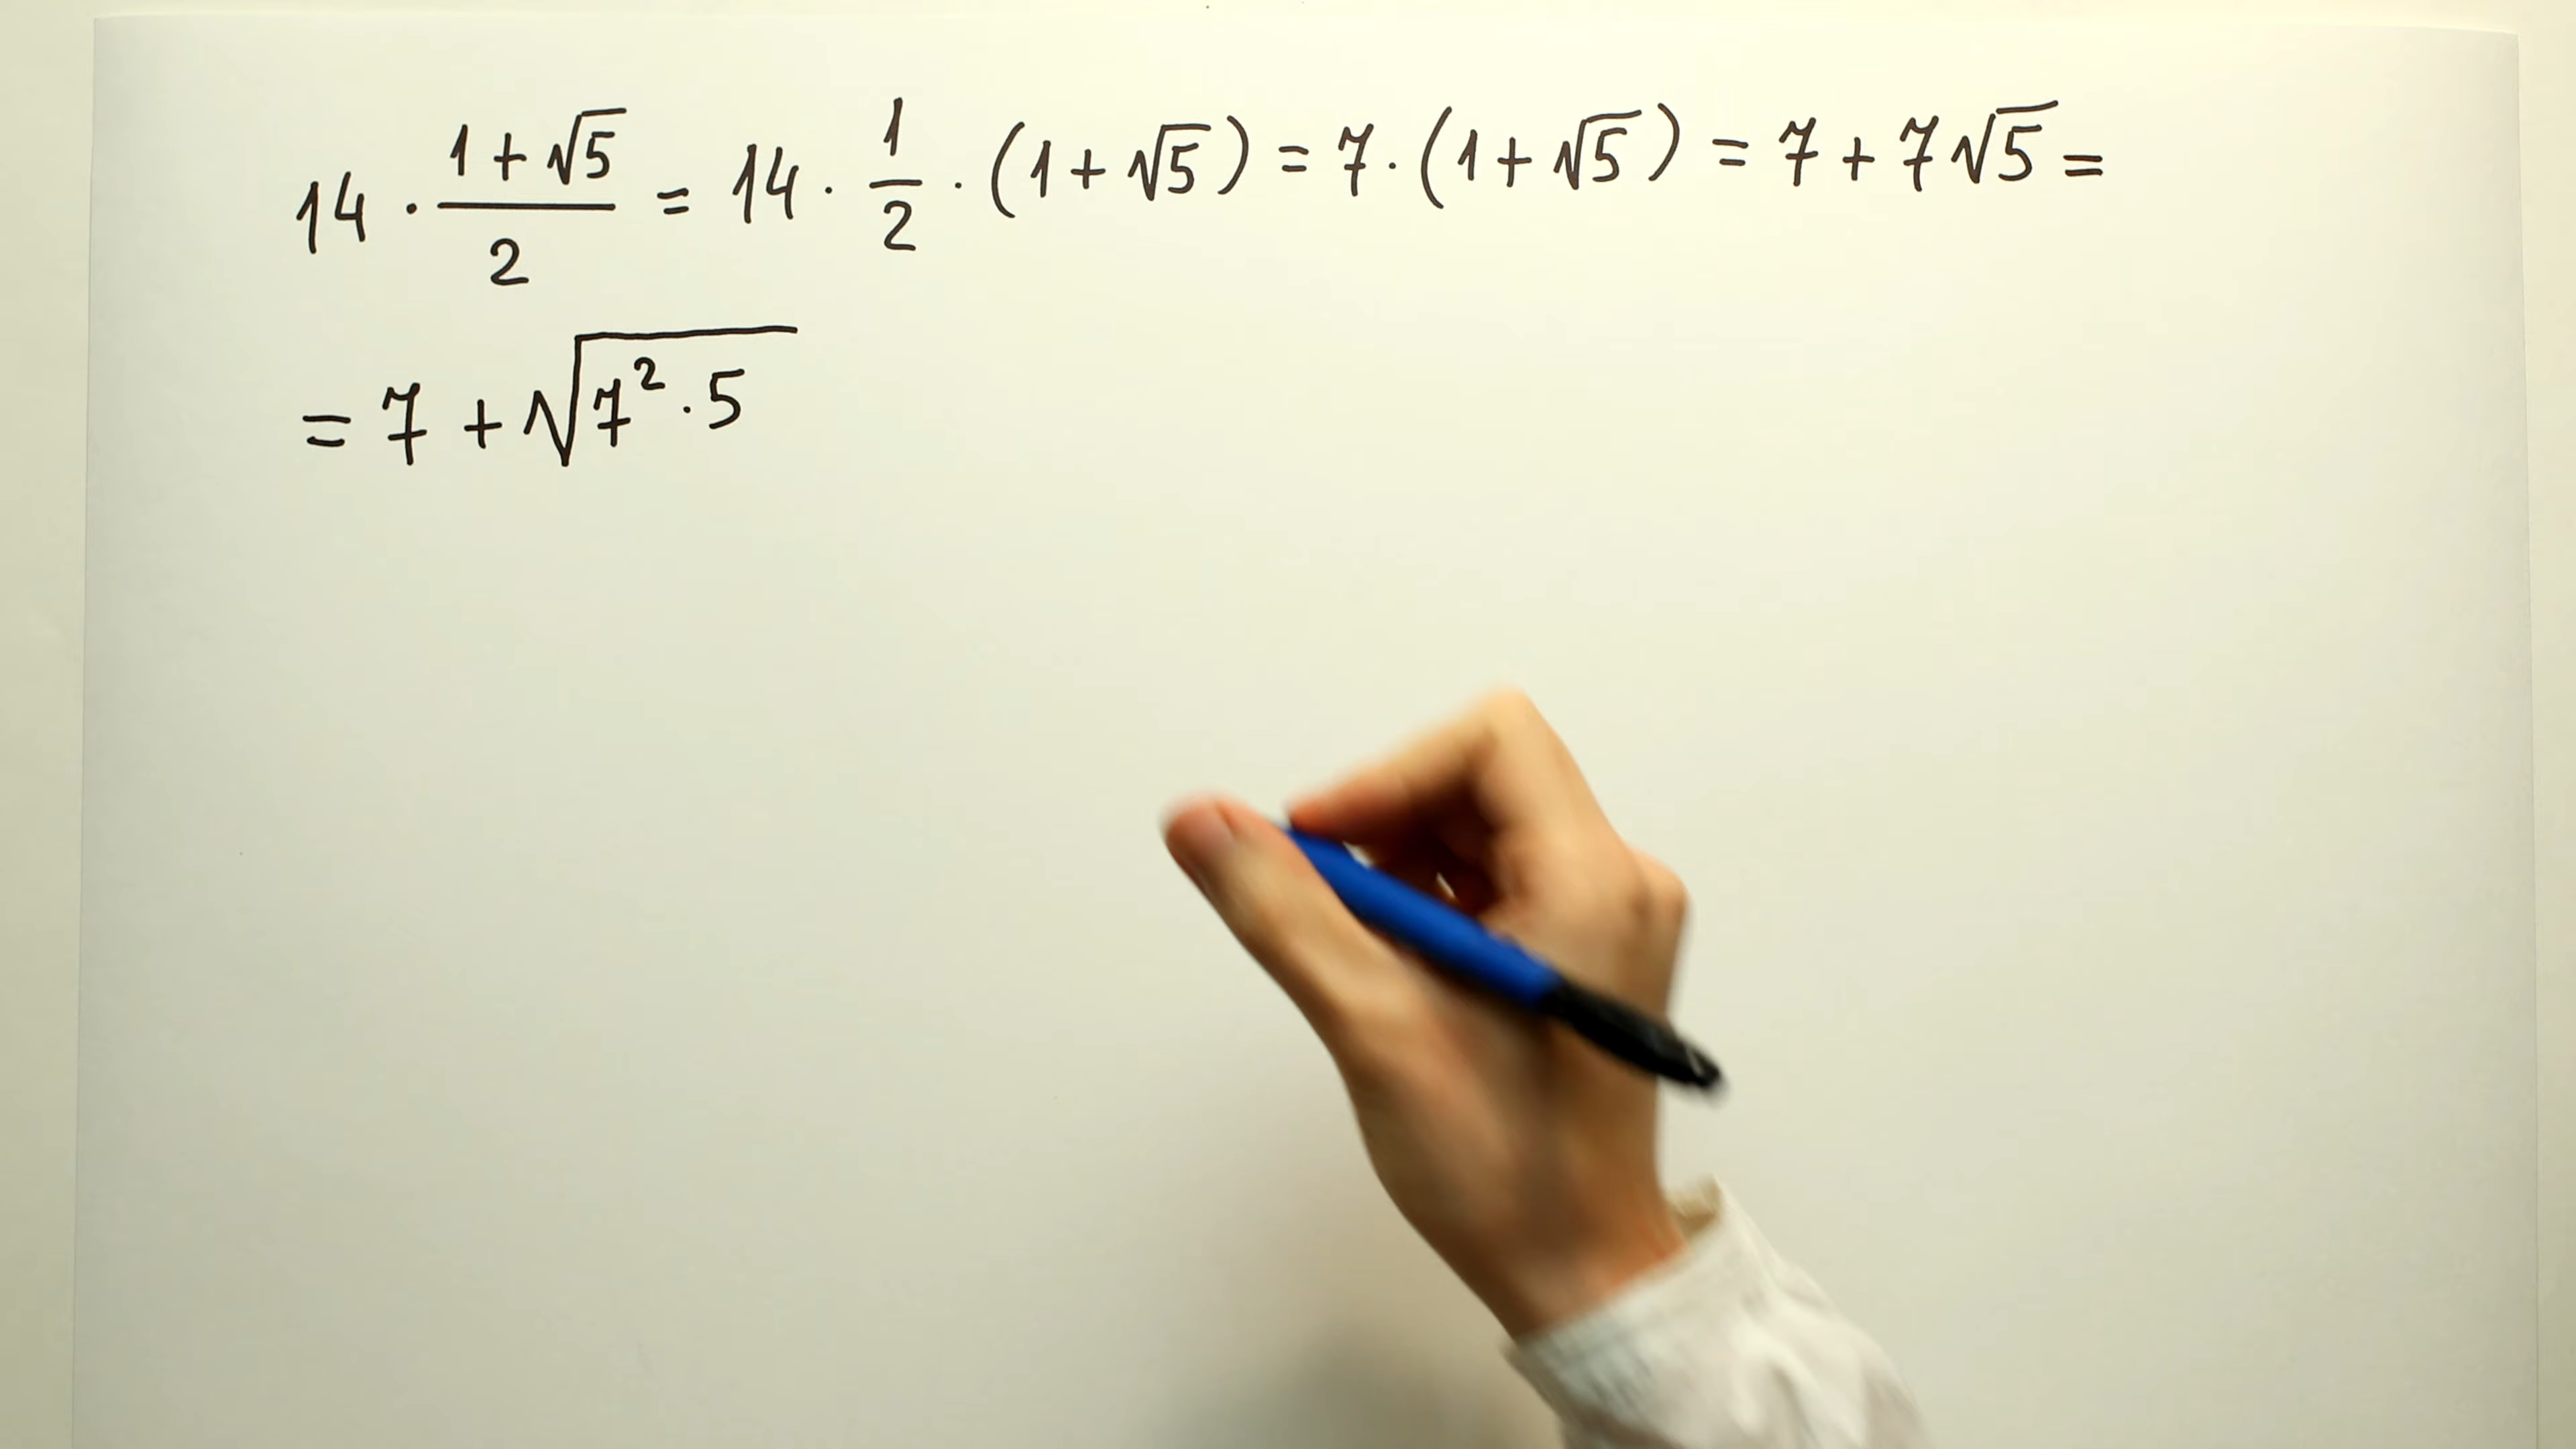 14 · (1 + √5)/2 = 14 · 1/2 · (1 + √5) = 7 · (1 + √5) = 7 + 7√5 =
= 7 + √(7² · 5)